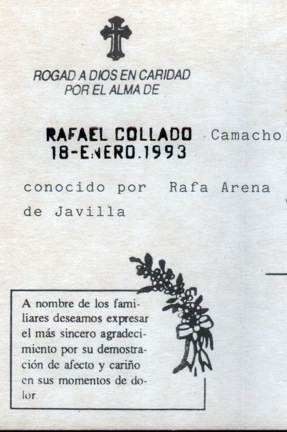 ROGAD A DIOS EN CARIDAD
POR EL ALMA DE
RAFAEL COLLADO Camacho
18-ENERO.1993
conocido por Rafa Arena
de Javilla
A nombre de los fami-
liares deseamos expresar
el más sincero agradeci-
miento por su demostra-
ción de afecto y cariño
en sus momentos de do-
lor